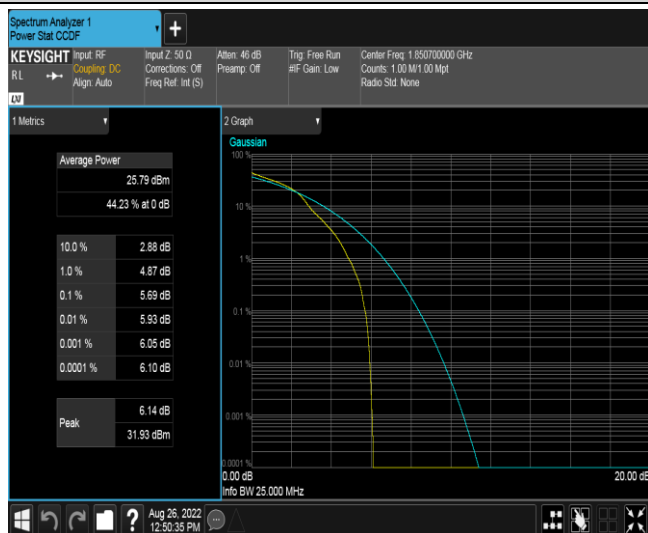 Spectrum Analyzer 1
Power Stat CCDF
+
KEYSIGHT
RL
LXI
Input: RF
Coupling: DC
Align: Auto
Input Z: 50 Ω
Corrections: Off
Freq Ref: Int (S)
Atten: 46 dB
Preamp: Off
Trig: Free Run
#IF Gain: Low
Center Freq: 1.850700000 GHz
Counts: 1.00 M/1.00 Mpt
Radio Std: None
1 Metrics
Average Power
25.79 dBm
44.23 % at 0 dB
10.0 % 2.88 dB
1.0 % 4.87 dB
0.1 % 5.69 dB
0.01 % 5.93 dB
0.001 % 6.05 dB
0.0001 % 6.10 dB
Peak
6.14 dB
31.93 dBm
2 Graph
Gaussian
100 %
10 %
1 %
0.1 %
0.01 %
0.001 %
0.0001 %
0.00 dB
20.00 dB
Info BW 25.000 MHz
?
Aug 26, 2022
12:50:35 PM